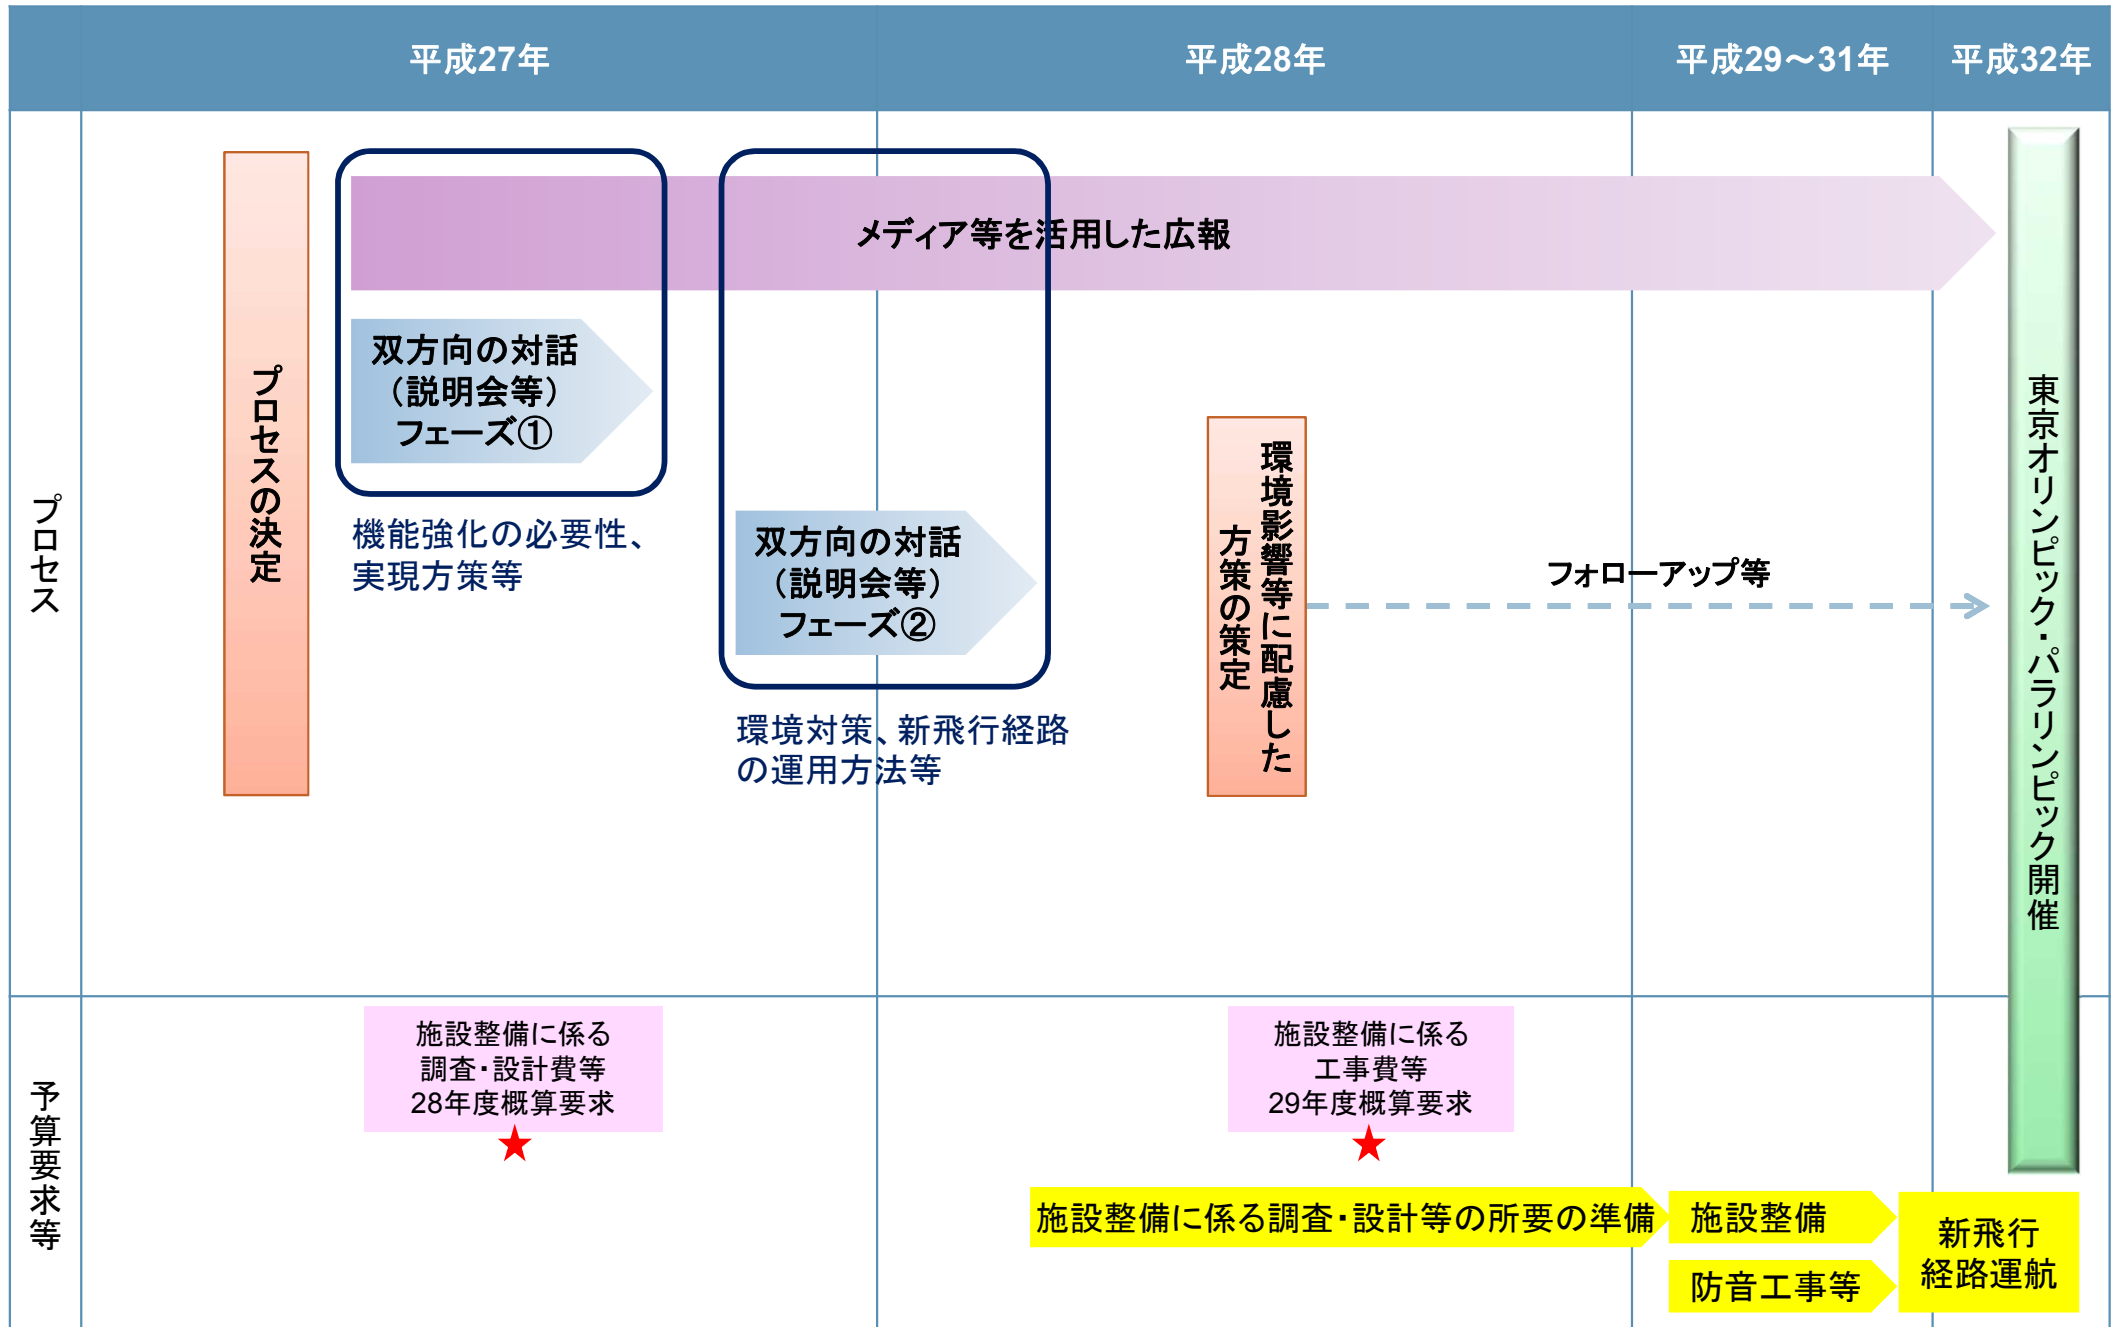 平成27年
平成28年
平成29～31年
平成32年
プロセス
プロセスの決定
メディア等を活用した広報
双方向の対話
（説明会等）
フェーズ①
機能強化の必要性、
実現方策等
双方向の対話
（説明会等）
フェーズ②
環境対策、新飛行経路
の運用方法等
環境影響等に配慮した
方策の策定
フォローアップ等
東京オリンピック・パラリンピック開催
予算要求等
施設整備に係る
調査・設計費等
28年度概算要求
★
施設整備に係る
工事費等
29年度概算要求
★
施設整備に係る調査・設計等の所要の準備
施設整備
防音工事等
新飛行
経路運航